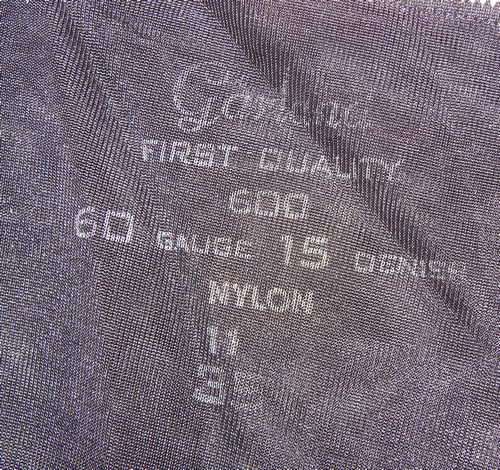 FIRST QUALITY
600
60 GAUGE 15 DENIER
NYLON
11